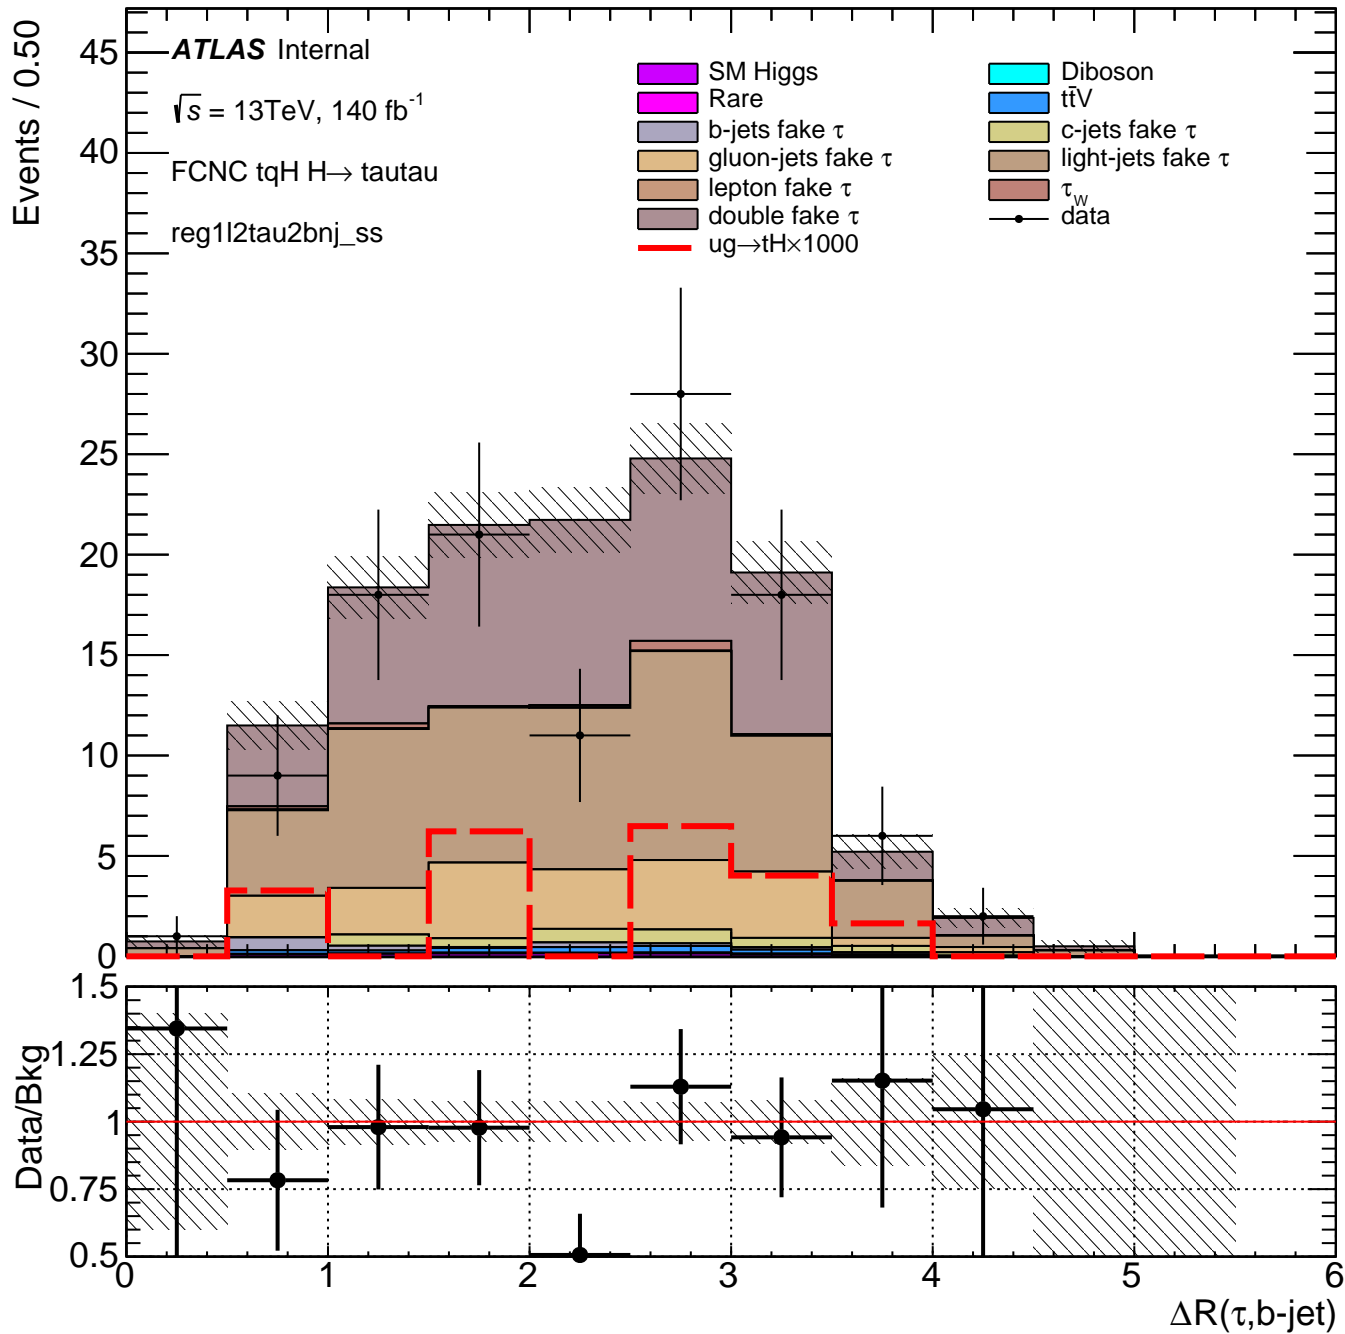 Events / 0.50
45
40
35
30
25
20
15
10
5
0
ATLAS Internal
√s = 13TeV, 140 fb⁻¹
FCNC tqH H→ tautau
reg1l2tau2bnj_ss
SM Higgs
Rare
b-jets fake τ
gluon-jets fake τ
lepton fake τ
double fake τ
ug→tH×1000
Diboson
tt̄V
c-jets fake τ
light-jets fake τ
τ_W
data
Data/Bkg
1.5
1.25
1
0.75
0.5
0 1 2 3 4 5 6
ΔR(τ,b-jet)